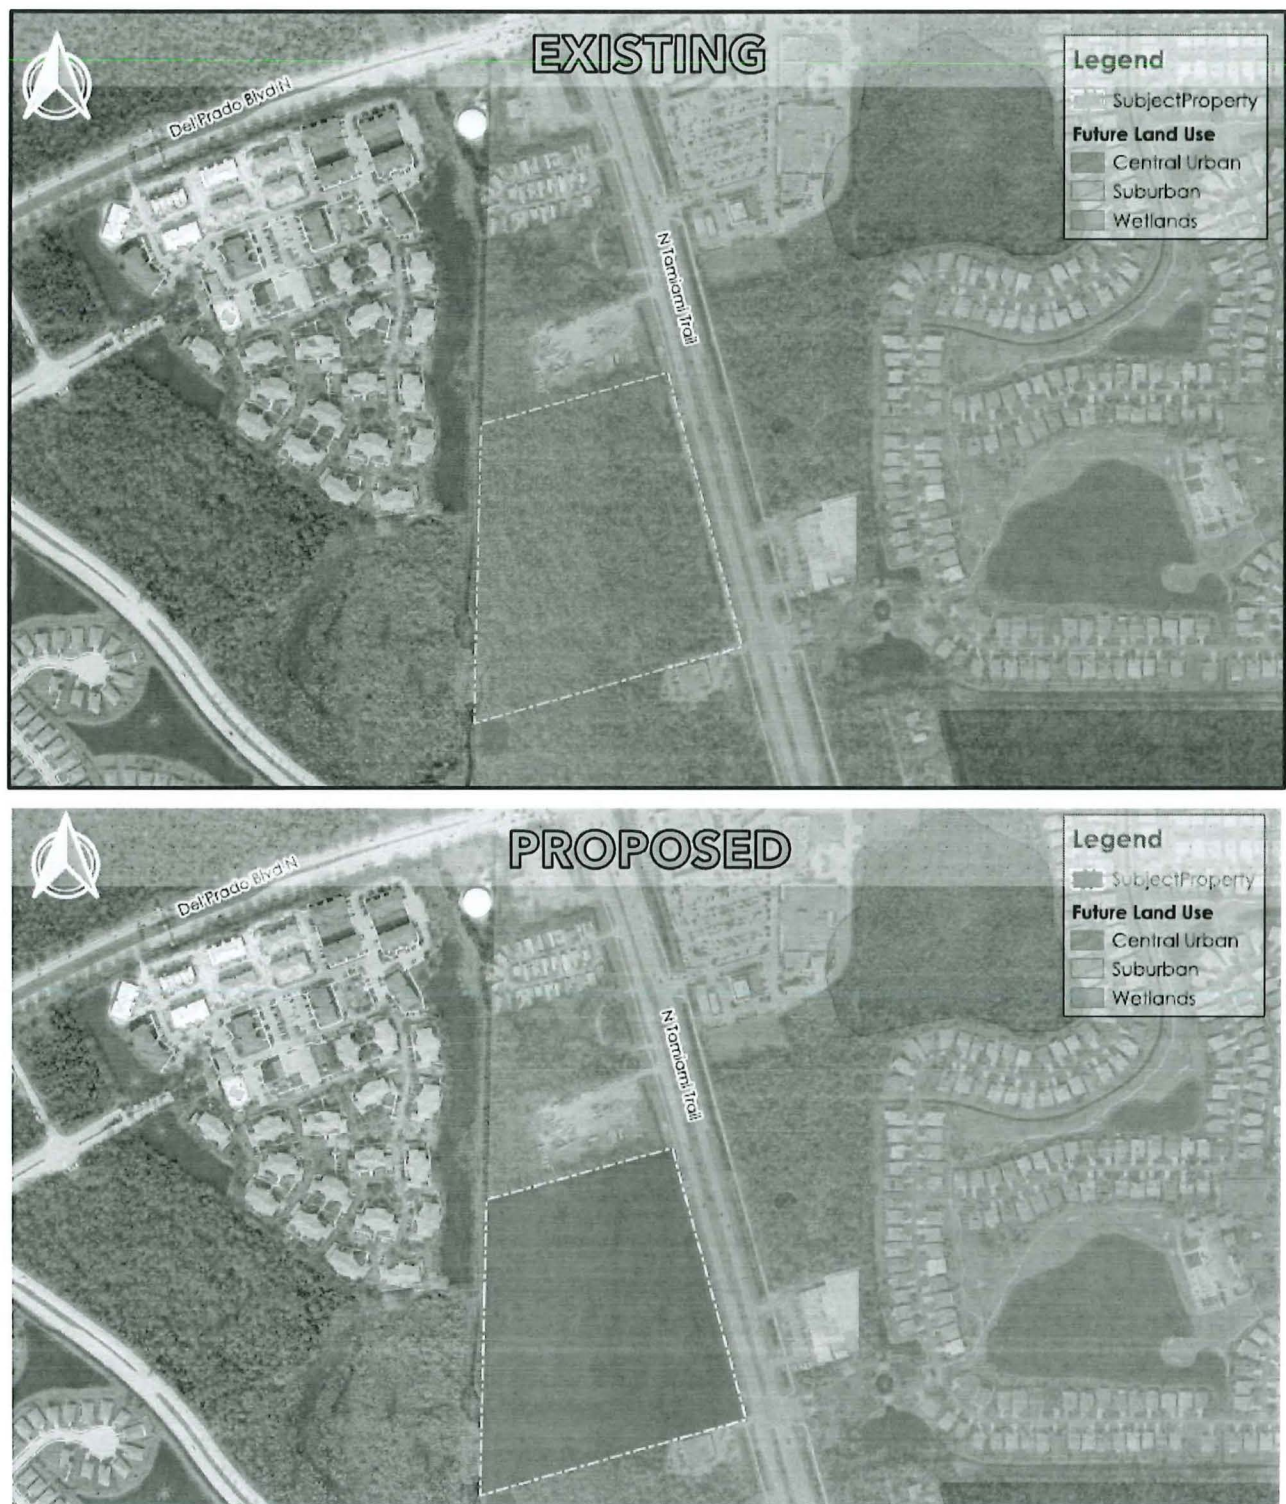 EXISTING
Legend
SubjectProperty
Future Land Use
Central Urban
Suburban
Wetlands
Del Prado Blvd N
N Tamiami Trail
PROPOSED
Legend
SubjectProperty
Future Land Use
Central Urban
Suburban
Wetlands
Del Prado Blvd N
N Tamiami Trail